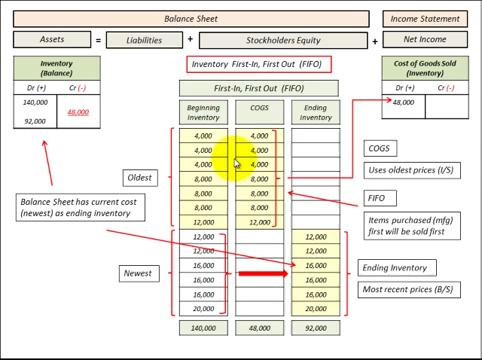 Balance Sheet
Income Statement
Assets
=
Liabilities
+
Stockholders Equity
+
Net Income
Inventory
(Balance)
Dr (+) Cr (-)
140,000
48,000
92,000
Inventory First-In, First Out (FIFO)
First-In, First Out (FIFO)
Beginning
Inventory
COGS
Ending
Inventory
4,000 4,000
4,000 4,000
4,000 4,000
8,000 8,000
8,000 8,000
8,000 8,000
12,000 12,000
12,000 12,000
12,000 12,000
16,000 16,000
16,000 16,000
16,000 16,000
20,000 20,000
140,000 48,000 92,000
Oldest
Newest
Balance Sheet has current cost
(newest) as ending inventory
Cost of Goods Sold
(Inventory)
Dr (+) Cr (-)
48,000
COGS
Uses oldest prices (I/S)
FIFO
Items purchased (mfg)
first will be sold first
Ending Inventory
Most recent prices (B/S)